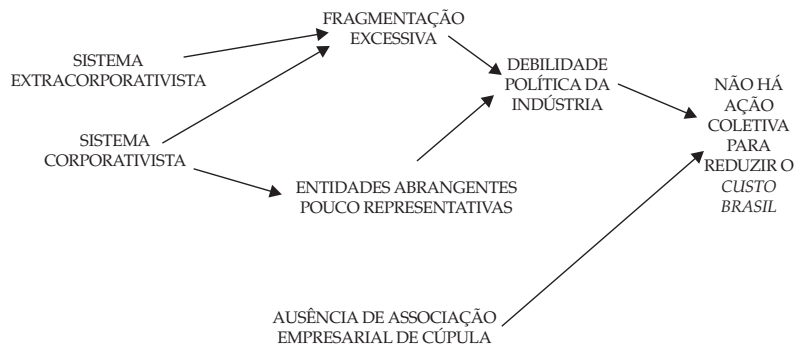 FRAGMENTAÇÃO
EXCESSIVA
SISTEMA
EXTRACORPORATIVISTA
DEBILIDADE
POLÍTICA DA
INDÚSTRIA
NÃO HÁ
AÇÃO
COLETIVA
PARA
REDUZIR O
CUSTO
BRASIL
SISTEMA
CORPORATIVISTA
ENTIDADES ABRANGENTES
POUCO REPRESENTATIVAS
AUSÊNCIA DE ASSOCIAÇÃO
EMPRESARIAL DE CÚPULA